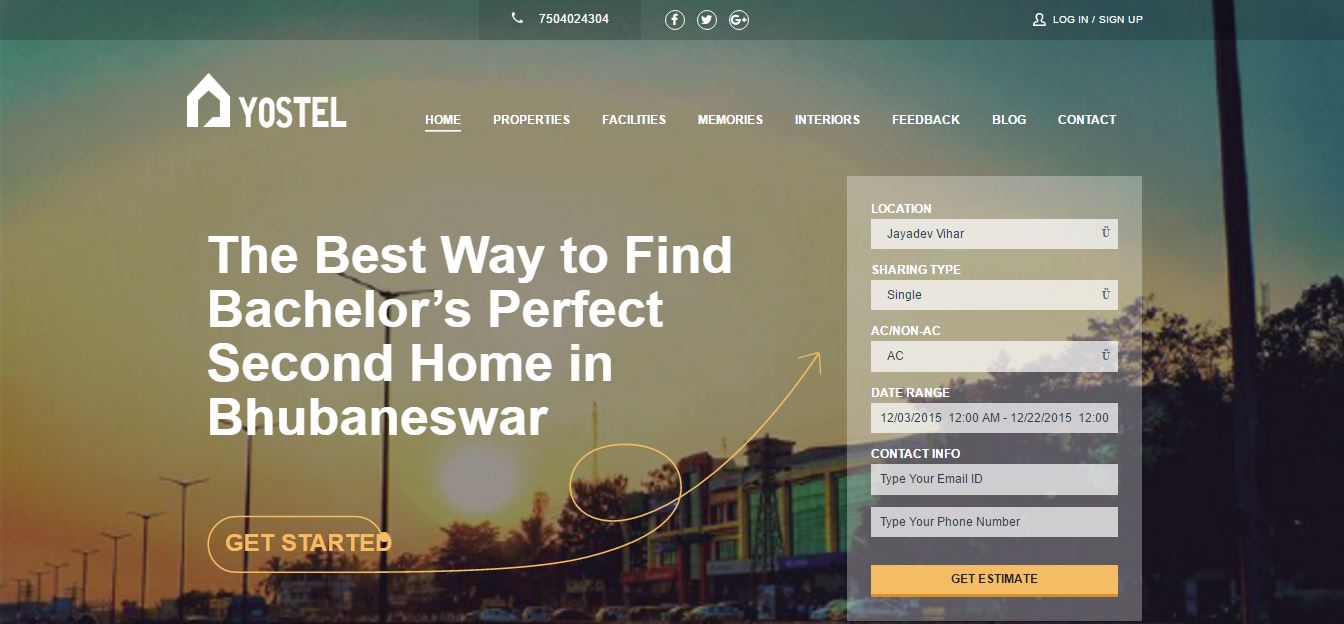 7504024304
LOG IN / SIGN UP
YOSTEL
HOME PROPERTIES FACILITIES MEMORIES INTERIORS FEEDBACK BLOG CONTACT
The Best Way to Find
Bachelor’s Perfect
Second Home in
Bhubaneswar
GET STARTED
LOCATION
Jayadev Vihar Ü
SHARING TYPE
Single Ü
AC/NON-AC
AC Ü
DATE RANGE
12/03/2015 12:00 AM - 12/22/2015 12:00
CONTACT INFO
Type Your Email ID
Type Your Phone Number
GET ESTIMATE